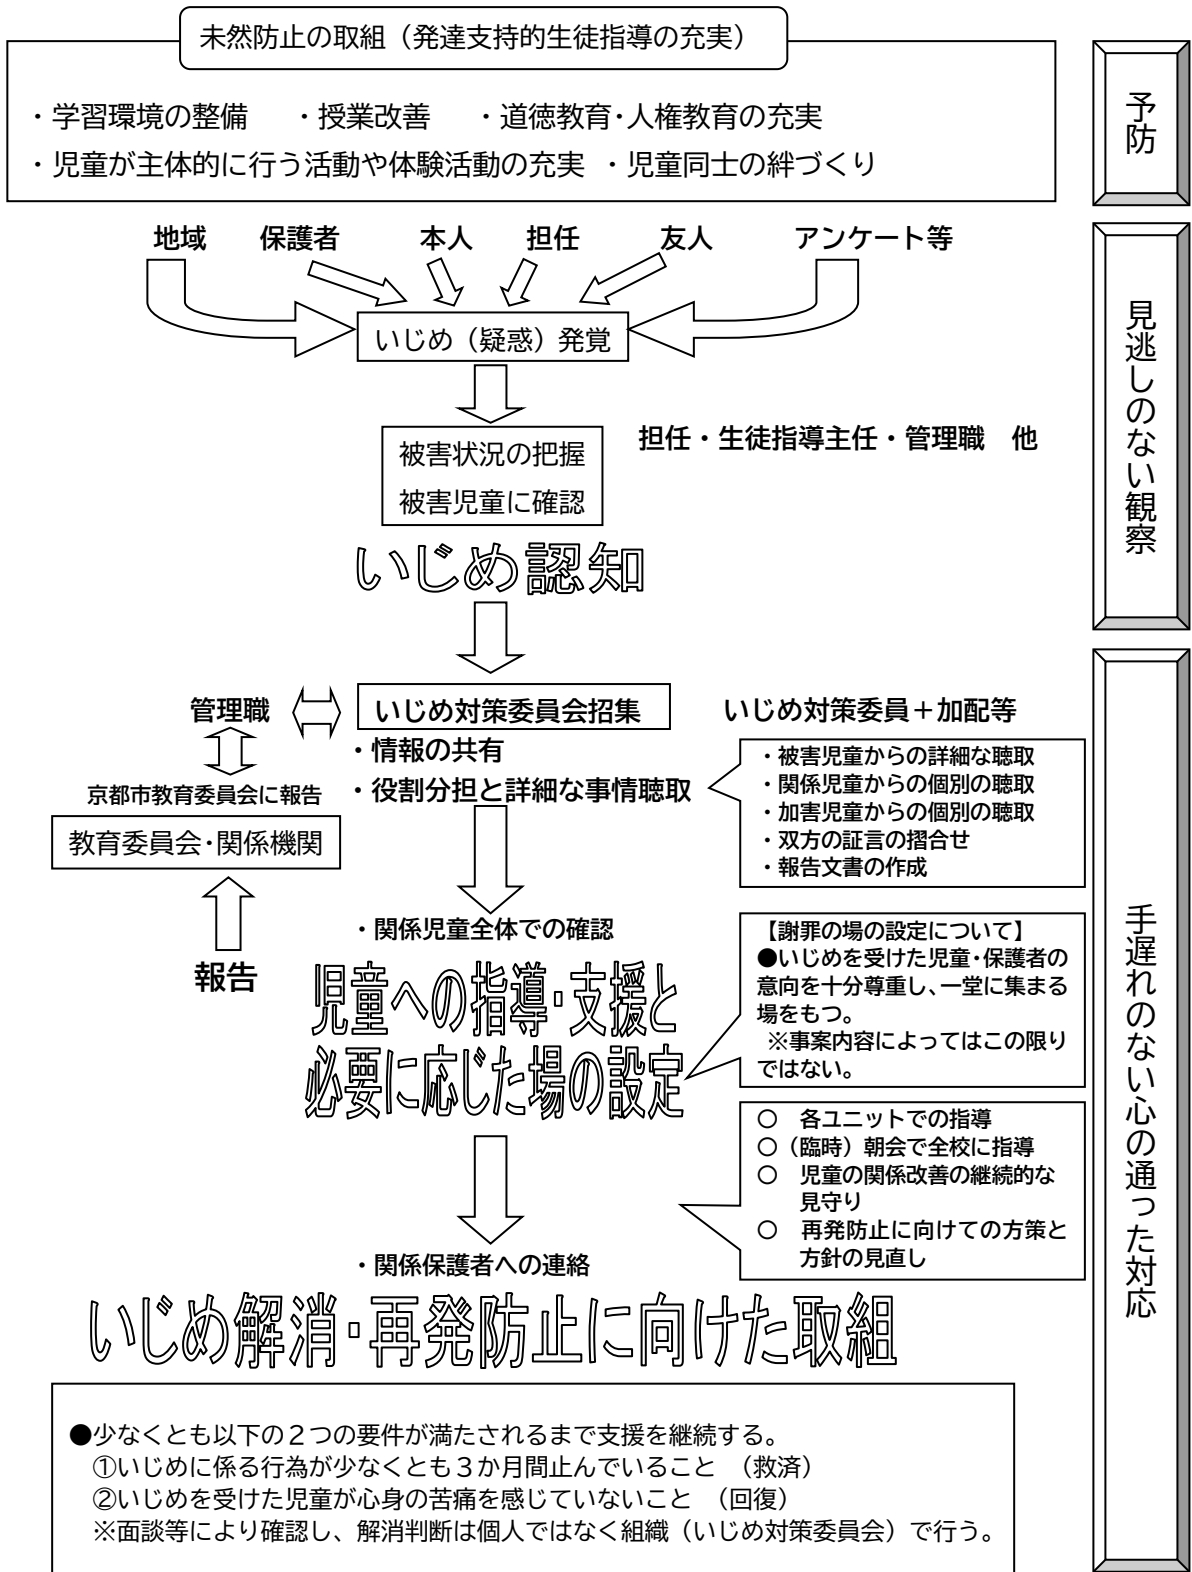 未然防止の取組（発達支持的生徒指導の充実）
・学習環境の整備　・授業改善　・道徳教育・人権教育の充実
・児童が主体的に行う活動や体験活動の充実　・児童同士の絆づくり
予防
地域　保護者　本人　担任　友人　アンケート等
いじめ（疑惑）発覚
被害状況の把握
被害児童に確認
担任・生徒指導主任・管理職　他
いじめ認知
見逃しのない観察
管理職
いじめ対策委員会招集
いじめ対策委員＋加配等
・情報の共有
・役割分担と詳細な事情聴取
・被害児童からの詳細な聴取
・関係児童からの個別の聴取
・加害児童からの個別の聴取
・双方の証言の摺合せ
・報告文書の作成
京都市教育委員会に報告
教育委員会・関係機関
報告
・関係児童全体での確認
児童への指導・支援と
必要に応じた場の設定
【謝罪の場の設定について】
●いじめを受けた児童・保護者の
意向を十分尊重し、一堂に集まる
場をもつ。
※事案内容によってはこの限り
ではない。
○　各ユニットでの指導
○（臨時）朝会で全校に指導
○　児童の関係改善の継続的な
見守り
○　再発防止に向けての方策と
方針の見直し
・関係保護者への連絡
いじめ解消・再発防止に向けた取組
手遅れのない心の通った対応
●少なくとも以下の２つの要件が満たされるまで支援を継続する。
①いじめに係る行為が少なくとも３か月間止んでいること　（救済）
②いじめを受けた児童が心身の苦痛を感じていないこと　（回復）
※面談等により確認し、解消判断は個人ではなく組織（いじめ対策委員会）で行う。